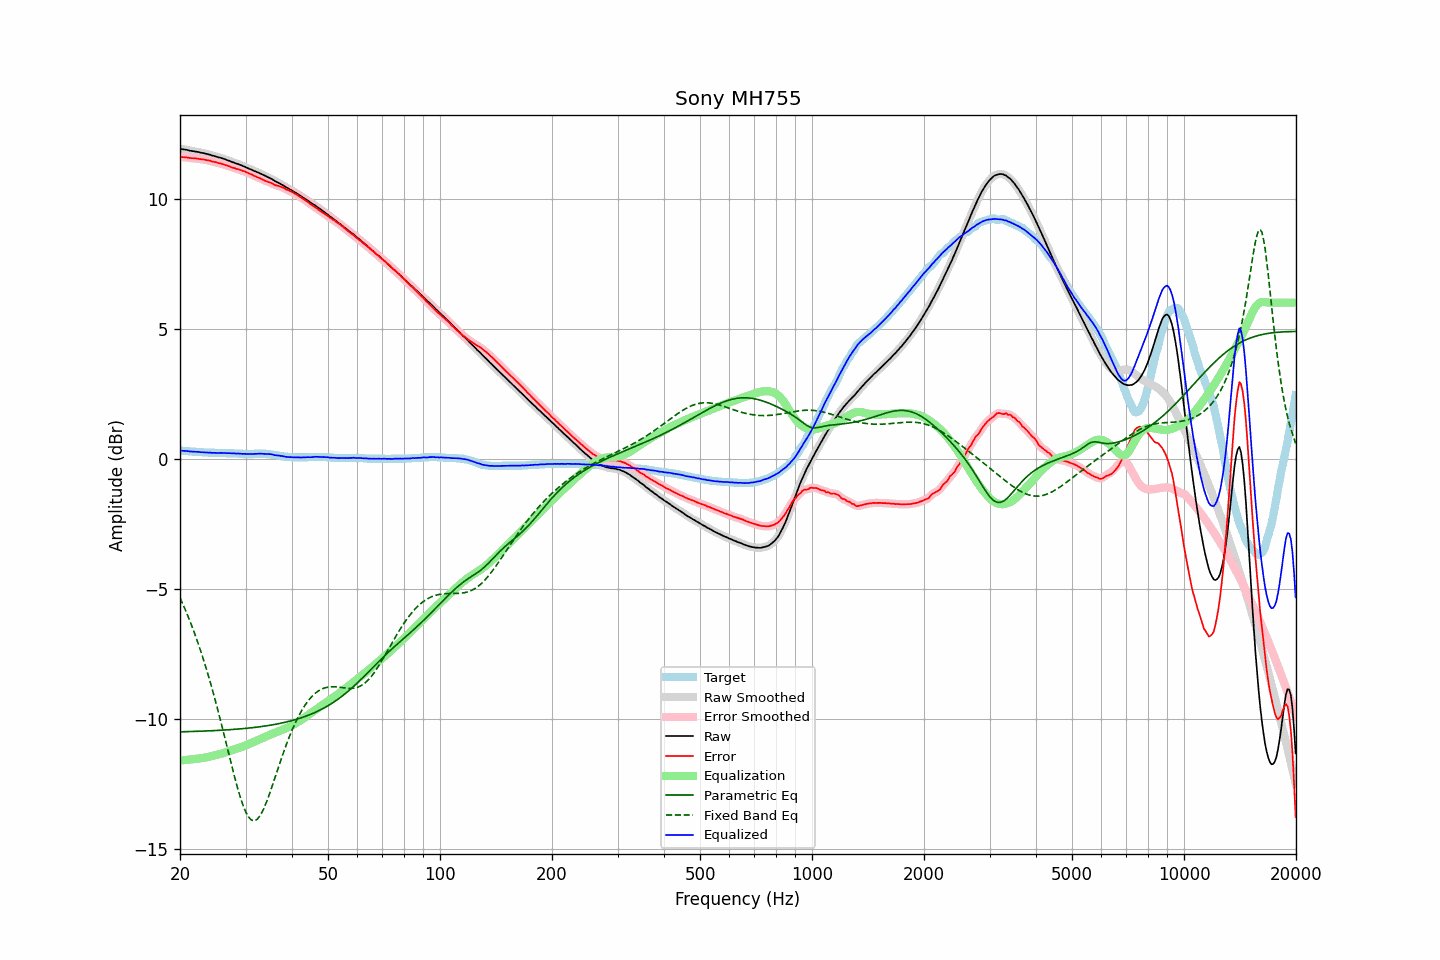 Sony MH755
Amplitude (dBr)
10
5
0
−5
−10
−15
Target
Raw Smoothed
Error Smoothed
Raw
Error
Equalization
Parametric Eq
Fixed Band Eq
Equalized
20 50 100 200 500 1000 2000 5000 10000 20000
Frequency (Hz)